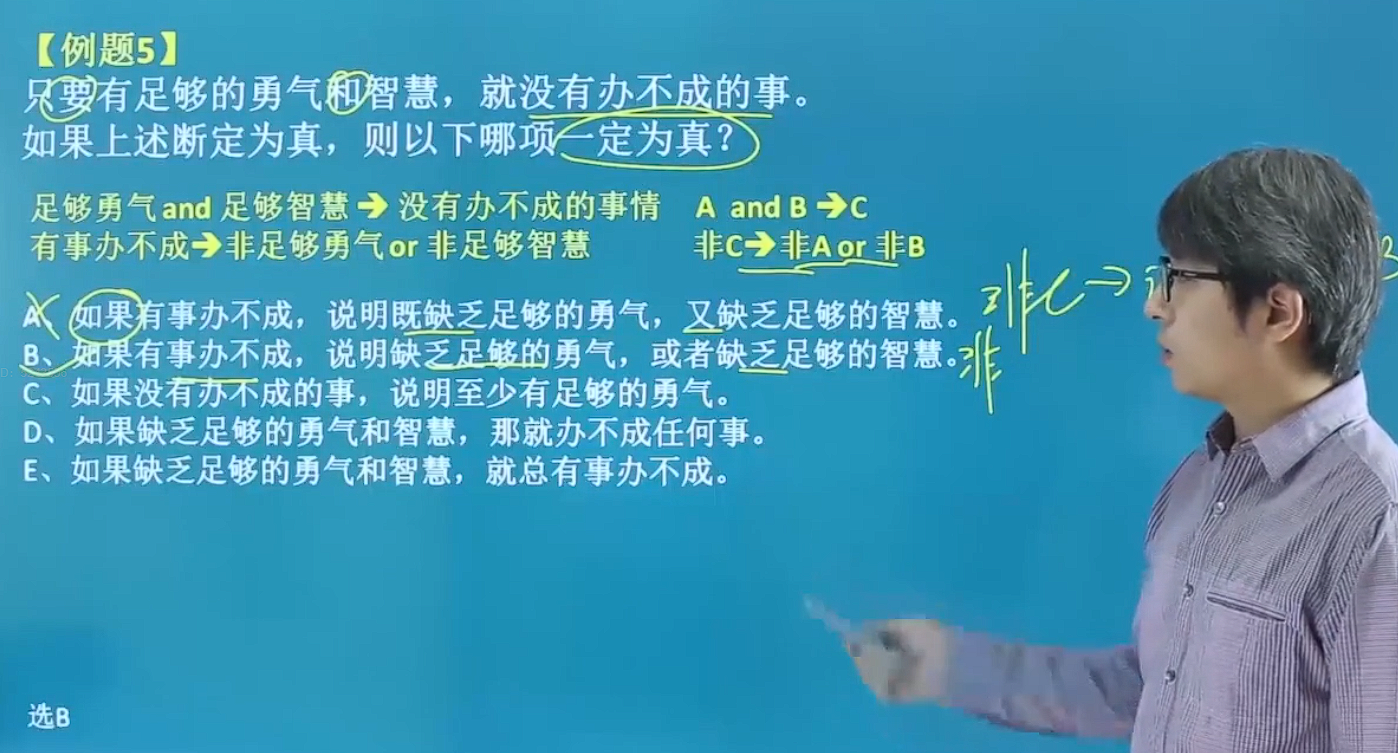 【例题5】
只要有足够的勇气和智慧，就没有办不成的事。
如果上述断定为真，则以下哪项一定为真？
足够勇气and 足够智慧➔ 没有办不成的事情 A and B ➔C
有事办不成➔非足够勇气or 非足够智慧 非C➔非A or 非B
A、如果有事办不成，说明既缺乏足够的勇气，又缺乏足够的智慧。
B、如果有事办不成，说明缺乏足够的勇气，或者缺乏足够的智慧。
C、如果没有办不成的事，说明至少有足够的勇气。
D、如果缺乏足够的勇气和智慧，那就办不成任何事。
E、如果缺乏足够的勇气和智慧，就总有事办不成。
非C→
非
选B